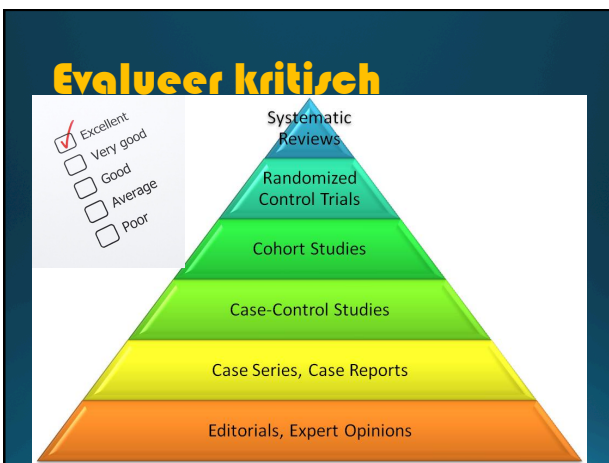 Evalueer kritisch
Excellent
Very good
Good
Average
Poor
Systematic
Reviews
Randomized
Control Trials
Cohort Studies
Case-Control Studies
Case Series, Case Reports
Editorials, Expert Opinions